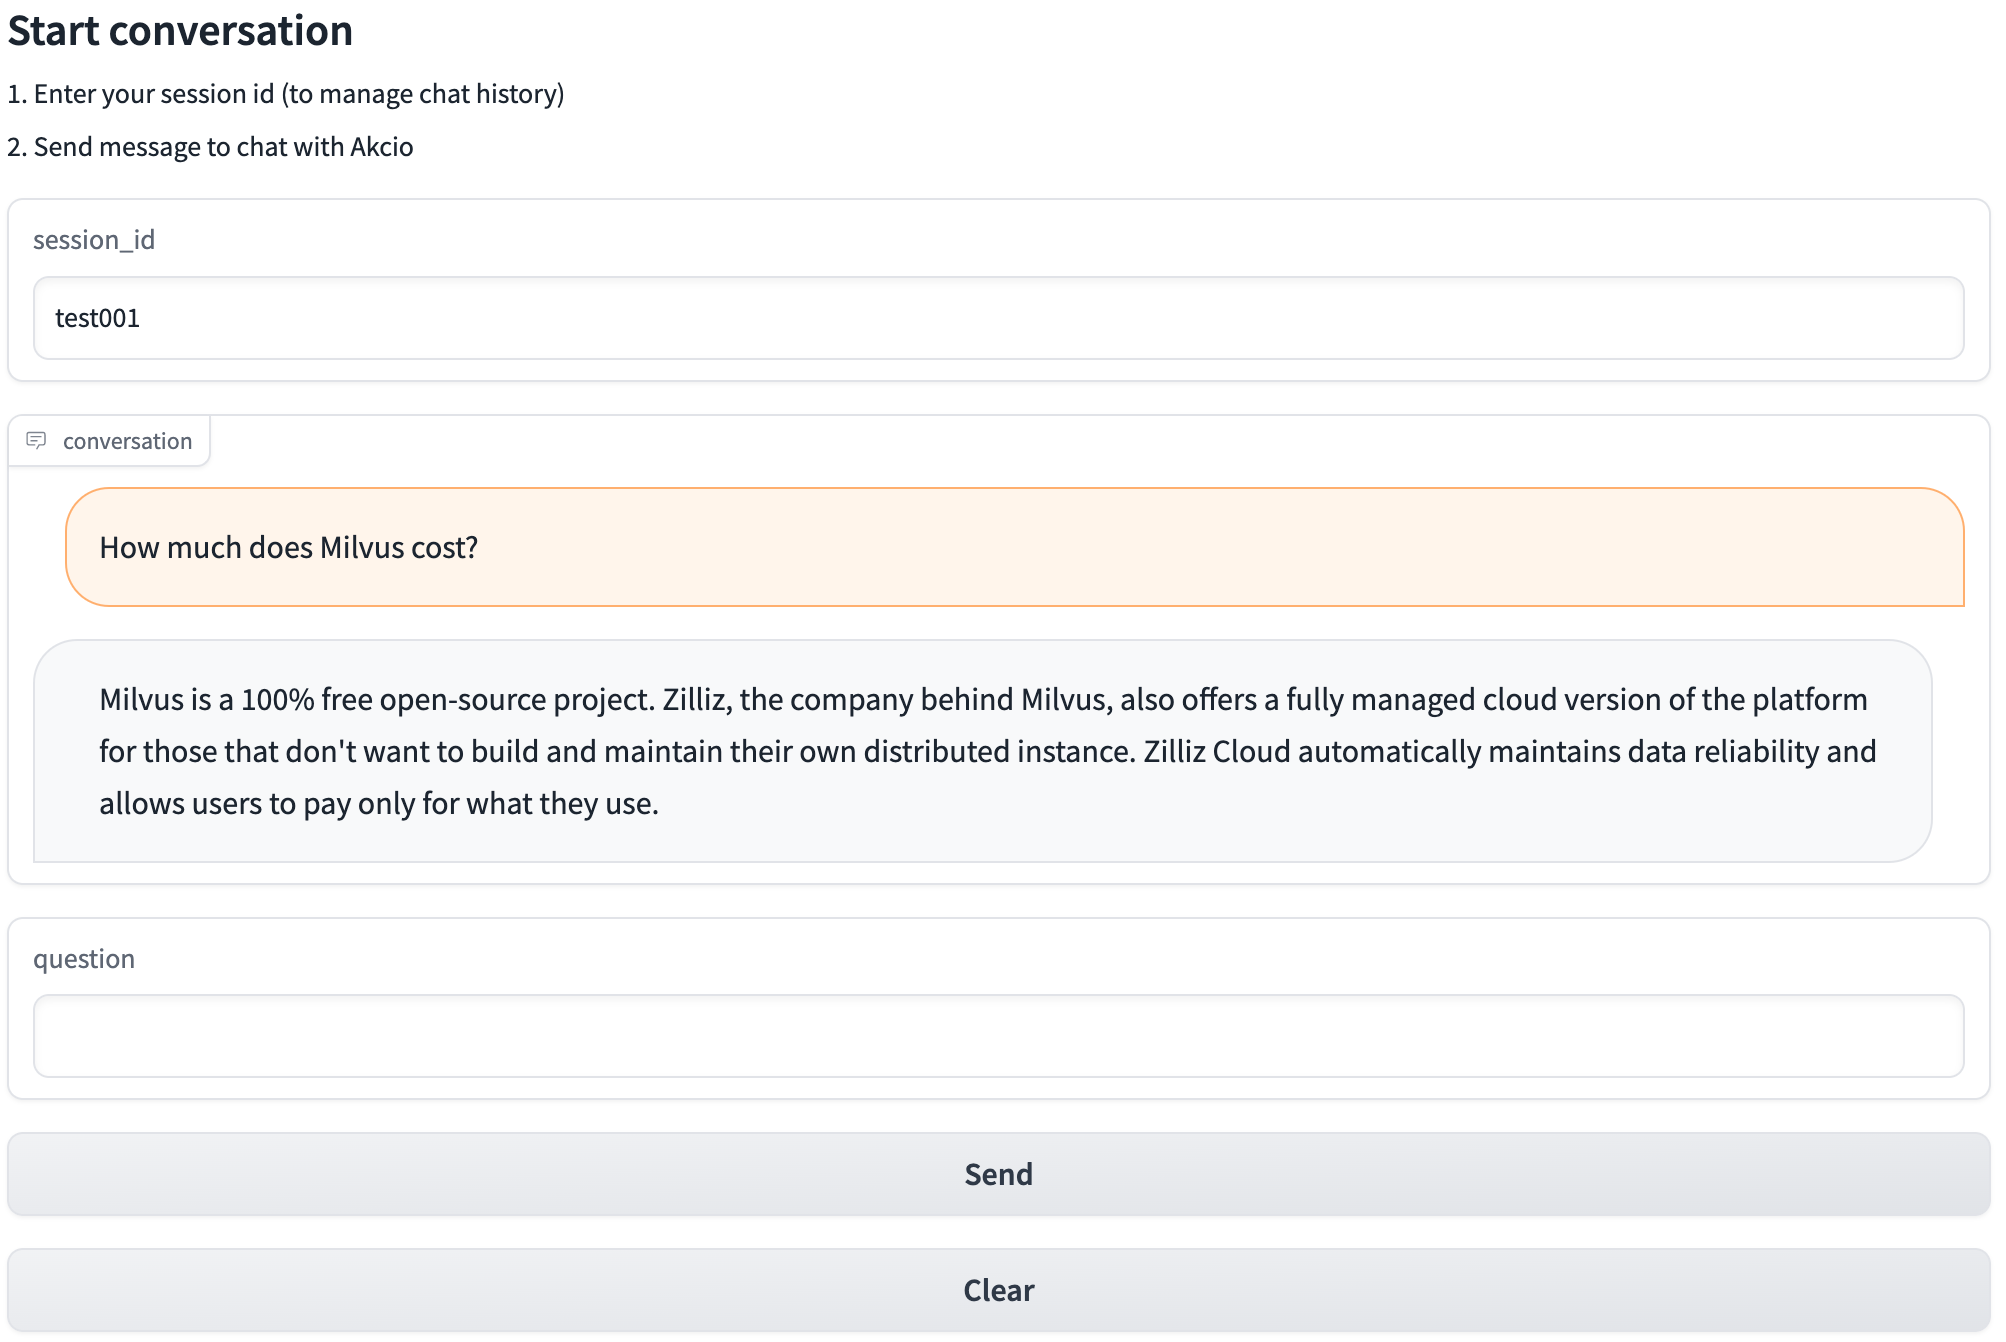 Start conversation
1. Enter your session id (to manage chat history)
2. Send message to chat with Akcio
session_id
test001
conversation
How much does Milvus cost?
Milvus is a 100% free open-source project. Zilliz, the company behind Milvus, also offers a fully managed cloud version of the platform
for those that don't want to build and maintain their own distributed instance. Zilliz Cloud automatically maintains data reliability and
allows users to pay only for what they use.
question
Send
Clear